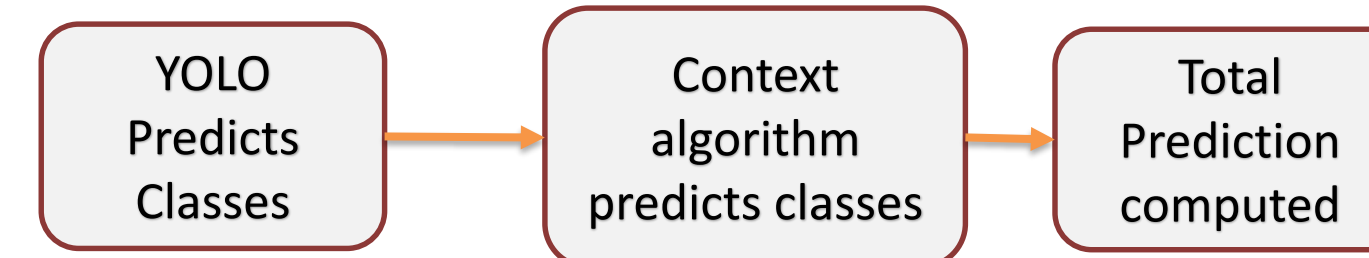 YOLO
Predicts
Classes
Context
algorithm
predicts classes
Total
Prediction
computed